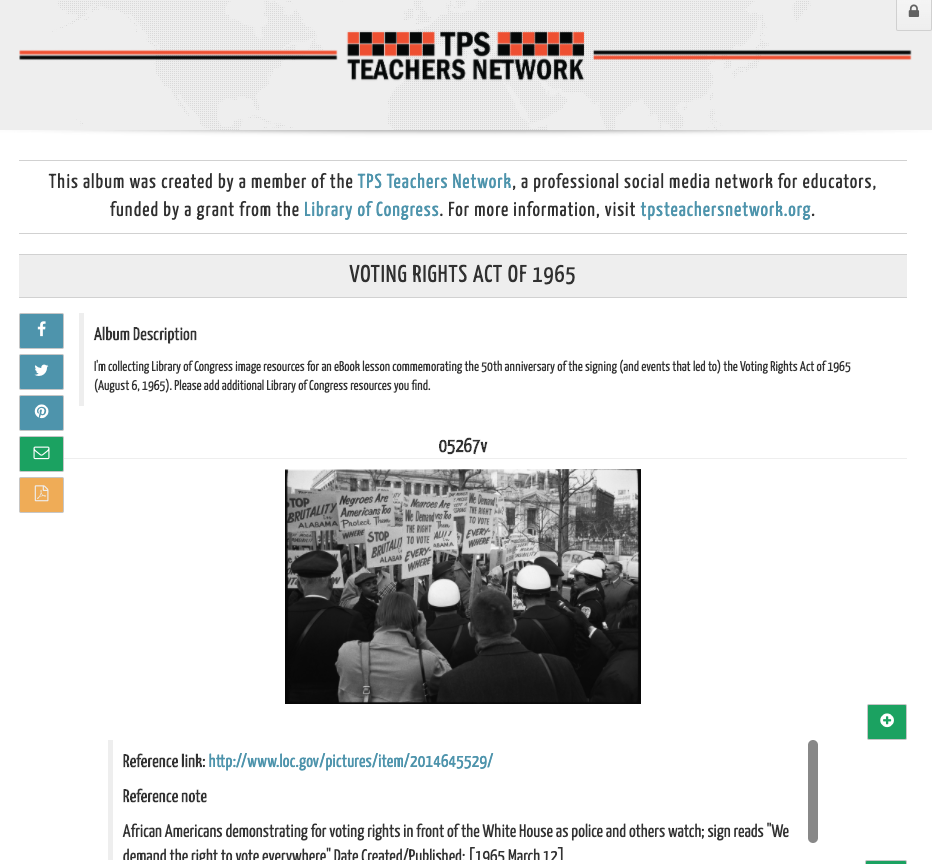 TPS
TEACHERS NETWORK
This album was created by a member of the TPS Teachers Network, a professional social media network for educators,
funded by a grant from the Library of Congress. For more information, visit tpsteachersnetwork.org.
VOTING RIGHTS ACT OF 1965
Album Description
I'm collecting Library of Congress image resources for an eBook lesson commemorating the 50th anniversary of the signing (and events that led to) the Voting Rights Act of 1965
(August 6, 1965). Please add additional Library of Congress resources you find.
05267v
STOP
BRUTALITY
ALABAMA
Negroes Are
Americans Too
Protect Them
WHERE
STOP
BRUTALITY
ALABAMA
Negroes Are
We Demand
THE RIGHT
TO VOTE
EVERY-
WHERE
We Demand
THE RIGHT
TO VOTE
EVERY
WHERE
Reference link: http://www.loc.gov/pictures/item/2014645529/
Reference note
African Americans demonstrating for voting rights in front of the White House as police and others watch; sign reads "We
demand the right to vote everywhere" Date Created/Published: [1965 March 12]